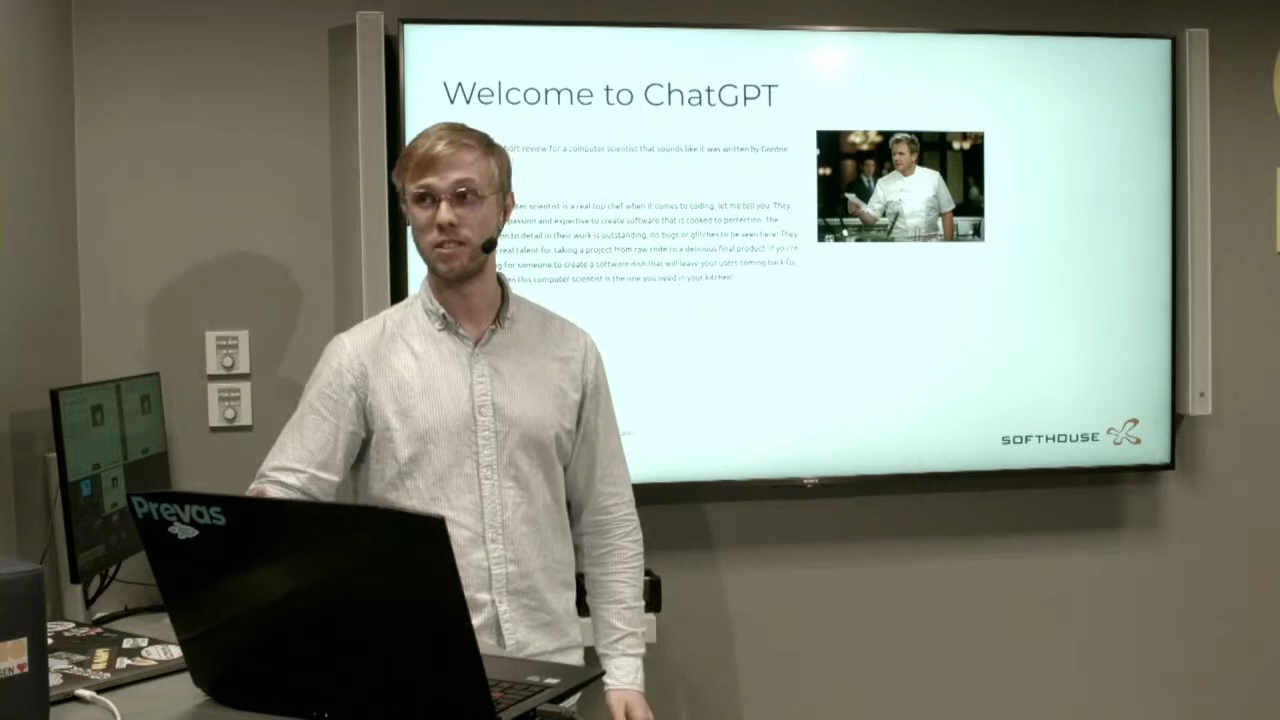 Welcome to ChatGPT
short review for a computer scientist that sounds like it was written by Gordon
scientist is a real top chef when it comes to coding, let me tell you. They
passion and expertise to create software that is cooked to perfection. The
to detail in their work is outstanding, no bugs or glitches to be seen here! They
real talent for taking a project from raw code to a delicious final product. If you're
for someone to create a software dish that will leave your users coming back for
this computer scientist is the one you need in your kitchen!
SOFTHOUSE
Prevas